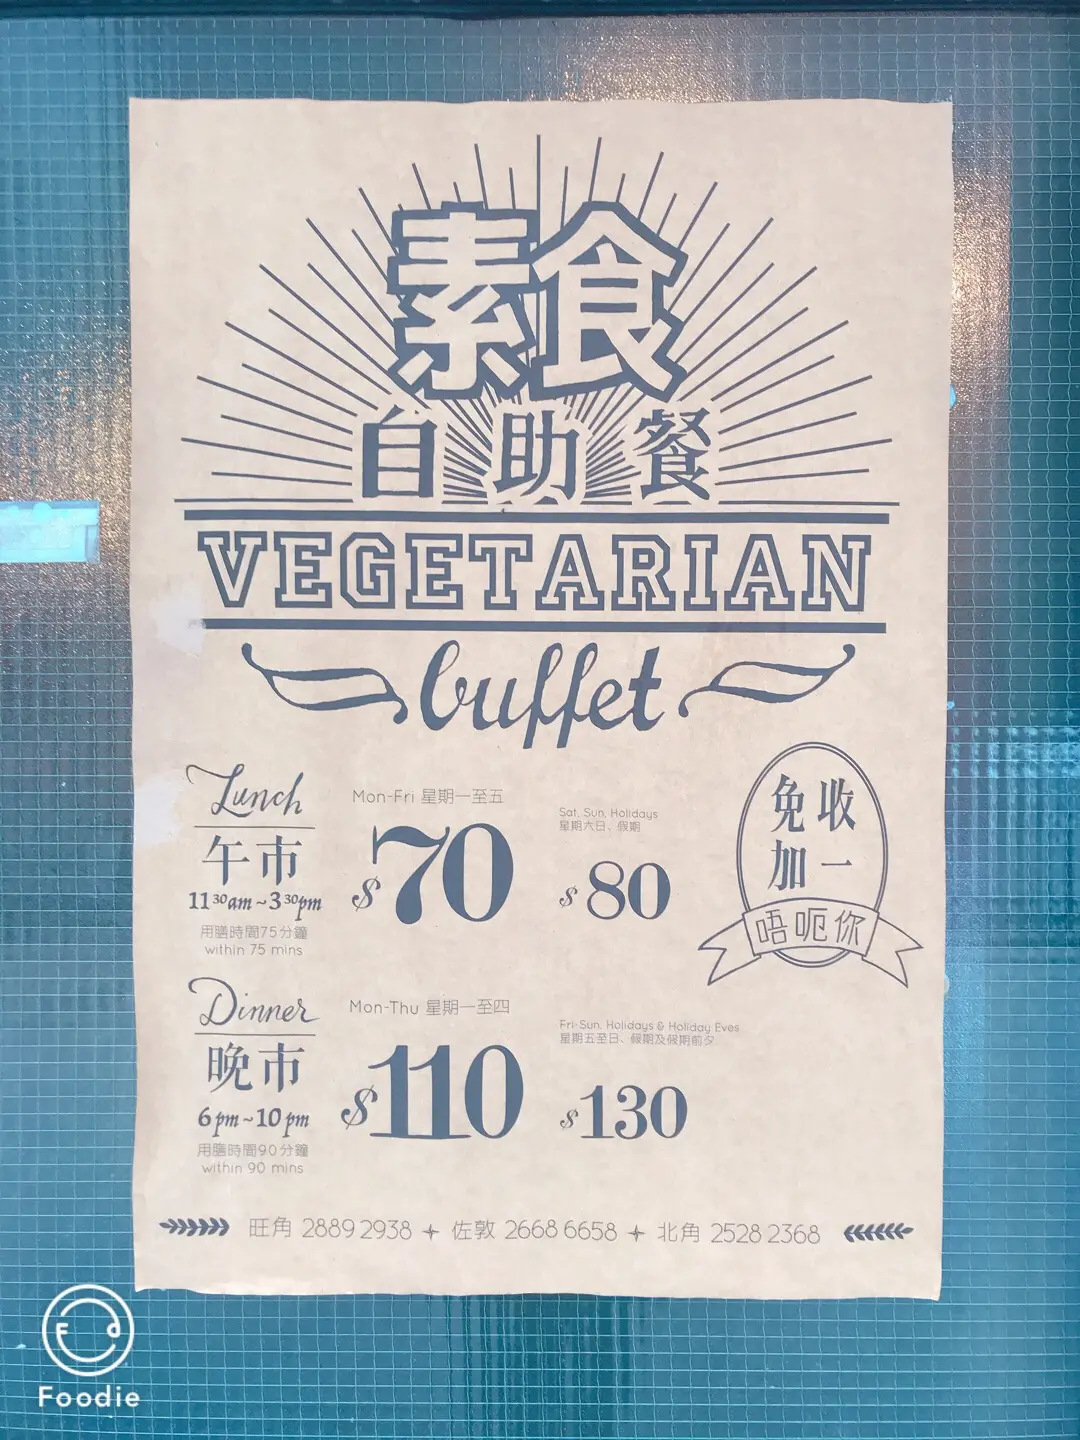 素食
自助餐
VEGETARIAN
buffet
Lunch
午市
11 30am ~ 3 30pm
用膳時間75分鐘
within 75 mins
Mon-Fri 星期一至五
$70
Sat, Sun, Holidays
星期六日、假期
$80
免收
加一
唔呃你
Dinner
晚市
6pm ~ 10pm
用膳時間90分鐘
within 90 mins
Mon-Thu 星期一至四
$110
Fri-Sun, Holidays & Holiday Eves
星期五至日、假期及假期前夕
$130
旺角 2889 2938 + 佐敦 2668 6658 + 北角 2528 2368
Foodie